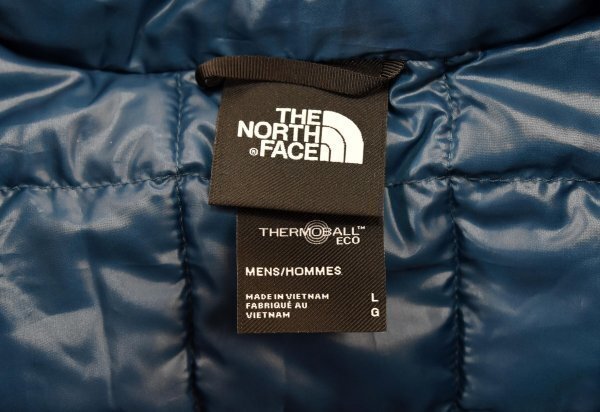 THE
NORTH
® FACE
THERMOBALL™
ECO
MENS/HOMMES
MADE IN VIETNAM L
FABRIQUÉ AU G
VIETNAM